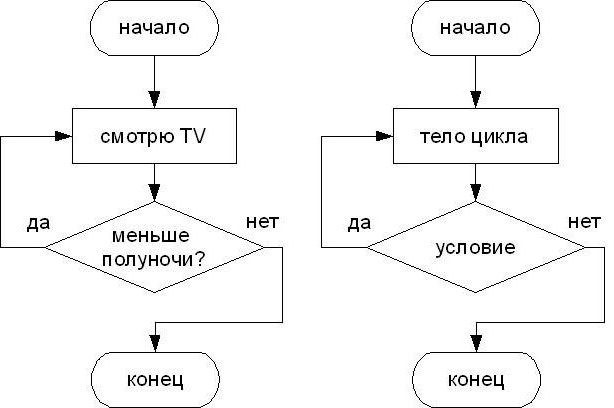 начало
смотрю TV
да
нет
меньше
полуночи?
конец
начало
тело цикла
да
нет
условие
конец